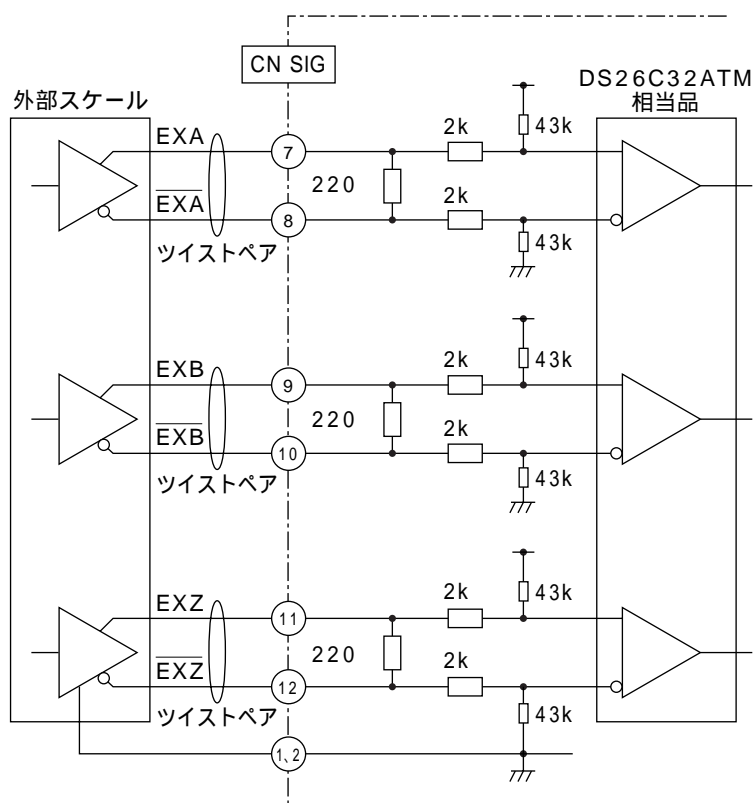 CN SIG
DS26C32ATM
相当品
外部スケール
EXA
7
220
2k
43k
EXA
8
2k
43k
ツイストペア
EXB
9
220
2k
43k
EXB
10
2k
43k
ツイストペア
EXZ
11
220
2k
43k
EXZ
12
2k
43k
ツイストペア
1、2